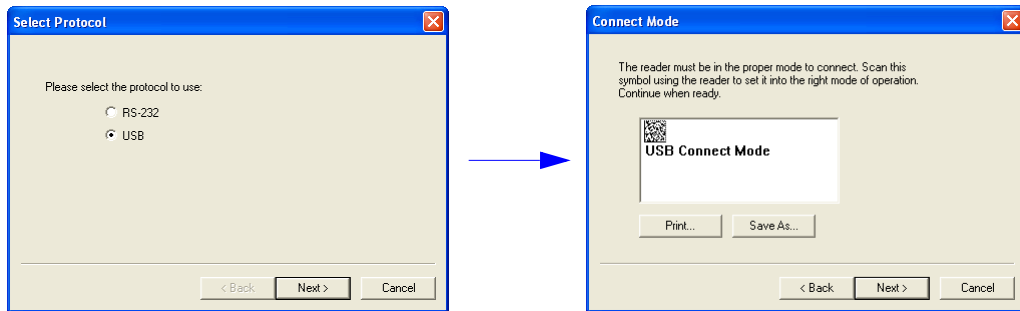 Select Protocol
Please select the protocol to use:
RS-232
USB
< Back
Next >
Cancel
Connect Mode
The reader must be in the proper mode to connect. Scan this
symbol using the reader to set it into the right mode of operation.
Continue when ready.
USB Connect Mode
Print...
Save As...
< Back
Next >
Cancel